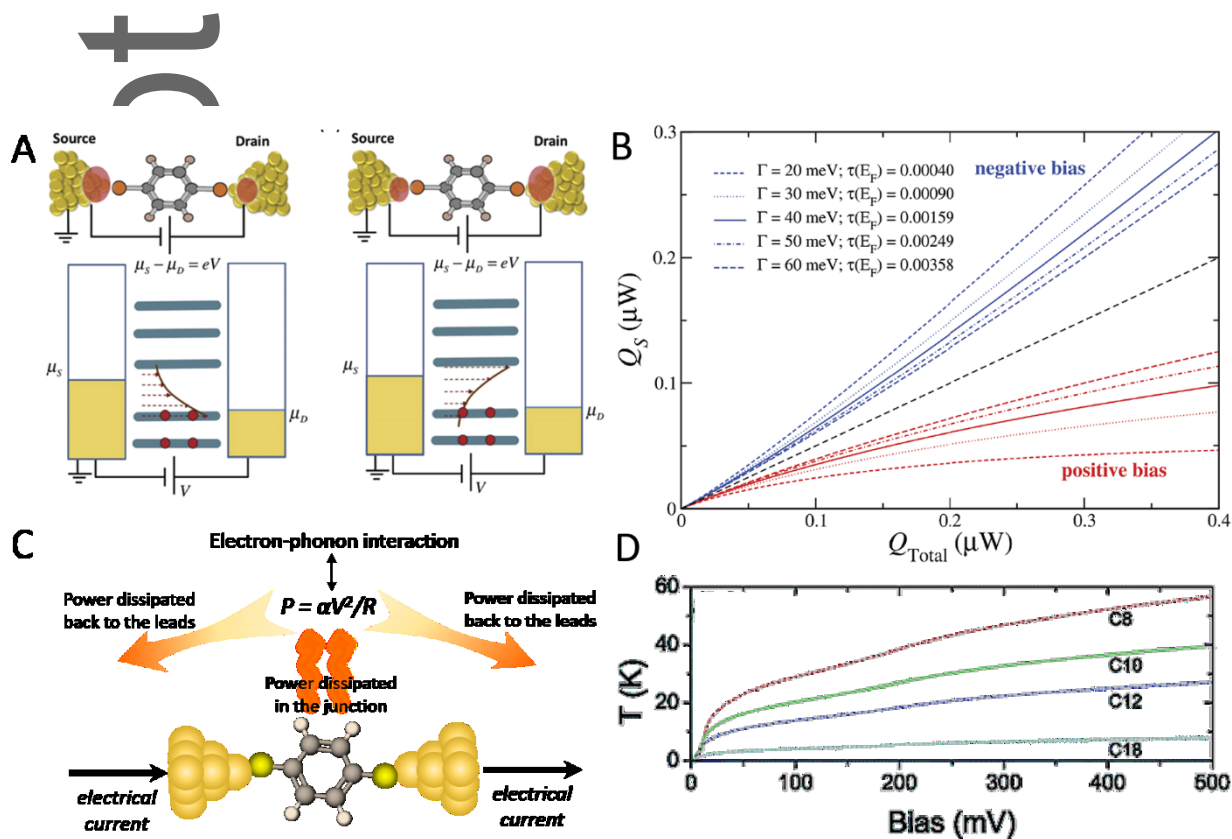 ot
A
Source
Drain
Source
Drain
μS − μD = eV
μS − μD = eV
μS
μD
μS
μD
V
V
B
0.3
0.2
0.1
0
QS (μW)
Γ = 20 meV; τ(EF) = 0.00040
Γ = 30 meV; τ(EF) = 0.00090
Γ = 40 meV; τ(EF) = 0.00159
Γ = 50 meV; τ(EF) = 0.00249
Γ = 60 meV; τ(EF) = 0.00358
negative bias
positive bias
0
0.1
0.2
0.3
0.4
QTotal (μW)
C
Electron-phonon interaction
P = αV²/R
Power dissipated
back to the leads
Power dissipated
back to the leads
Power dissipated
in the junction
electrical
current
electrical
current
D
60
40
20
0
T (K)
C8
C10
C12
C18
0
100
200
300
400
500
Bias (mV)